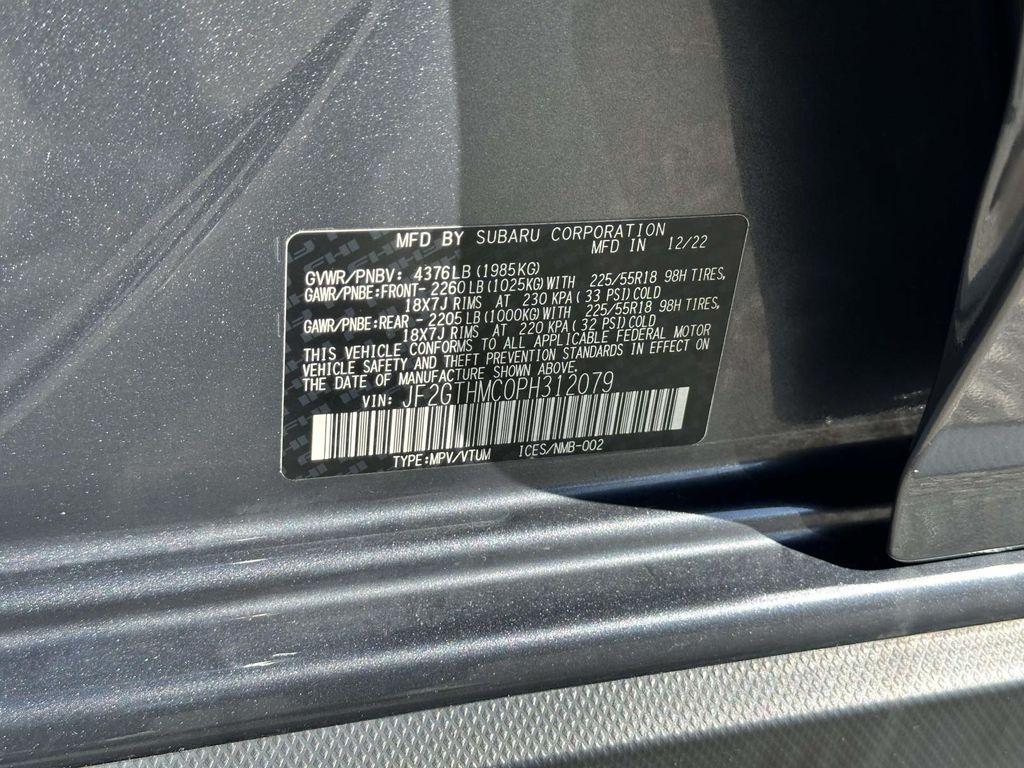 MFD BY SUBARU CORPORATION
MFD IN 12/22
GVWR/PNBV: 4376LB (1985KG)
GAWR/PNBE:FRONT- 2260 LB (1025KG) WITH 225/55R18 98H TIRES,
18X7J RIMS AT 230 KPA ( 33 PSI) COLD
GAWR/PNBE:REAR - 2205 LB (1000KG) WITH 225/55R18 98H TIRES,
18X7J RIMS AT 220 KPA ( 32 PSI) COLD
THIS VEHICLE CONFORMS TO ALL APPLICABLE FEDERAL MOTOR
VEHICLE SAFETY AND THEFT PREVENTION STANDARDS IN EFFECT ON
THE DATE OF MANUFACTURE SHOWN ABOVE.
VIN: JF2GTHMC0PH312079
TYPE:MPV/VTUM ICES/NMB-002